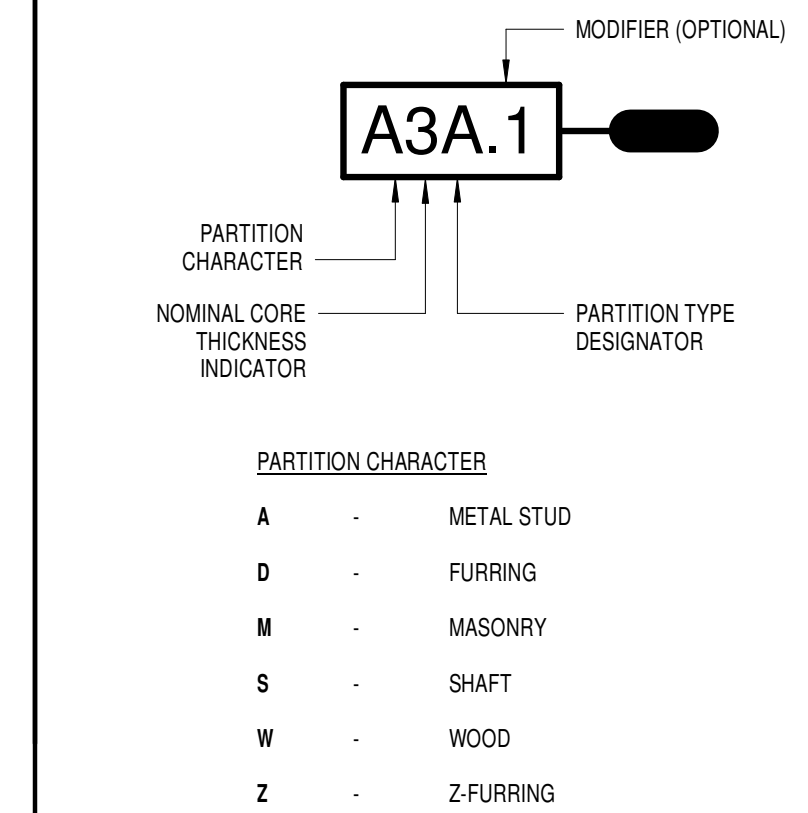 MODIFIER (OPTIONAL)
A3A.1
PARTITION
CHARACTER
NOMINAL CORE
THICKNESS
INDICATOR
PARTITION TYPE
DESIGNATOR
PARTITION CHARACTER
A - METAL STUD
D - FURRING
M - MASONRY
S - SHAFT
W - WOOD
Z - Z-FURRING